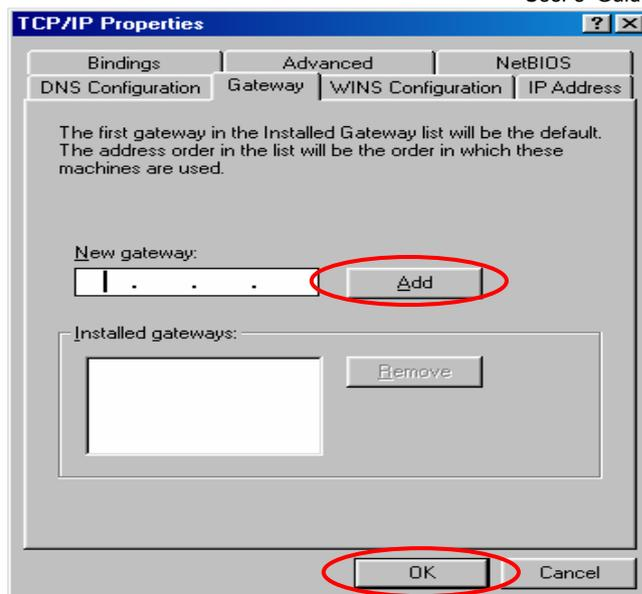 TCP/IP Properties
Bindings Advanced NetBIOS
DNS Configuration Gateway WINS Configuration IP Address
The first gateway in the Installed Gateway list will be the default.
The address order in the list will be the order in which these
machines are used.
New gateway:
. . . Add
Installed gateways:
Remove
OK Cancel